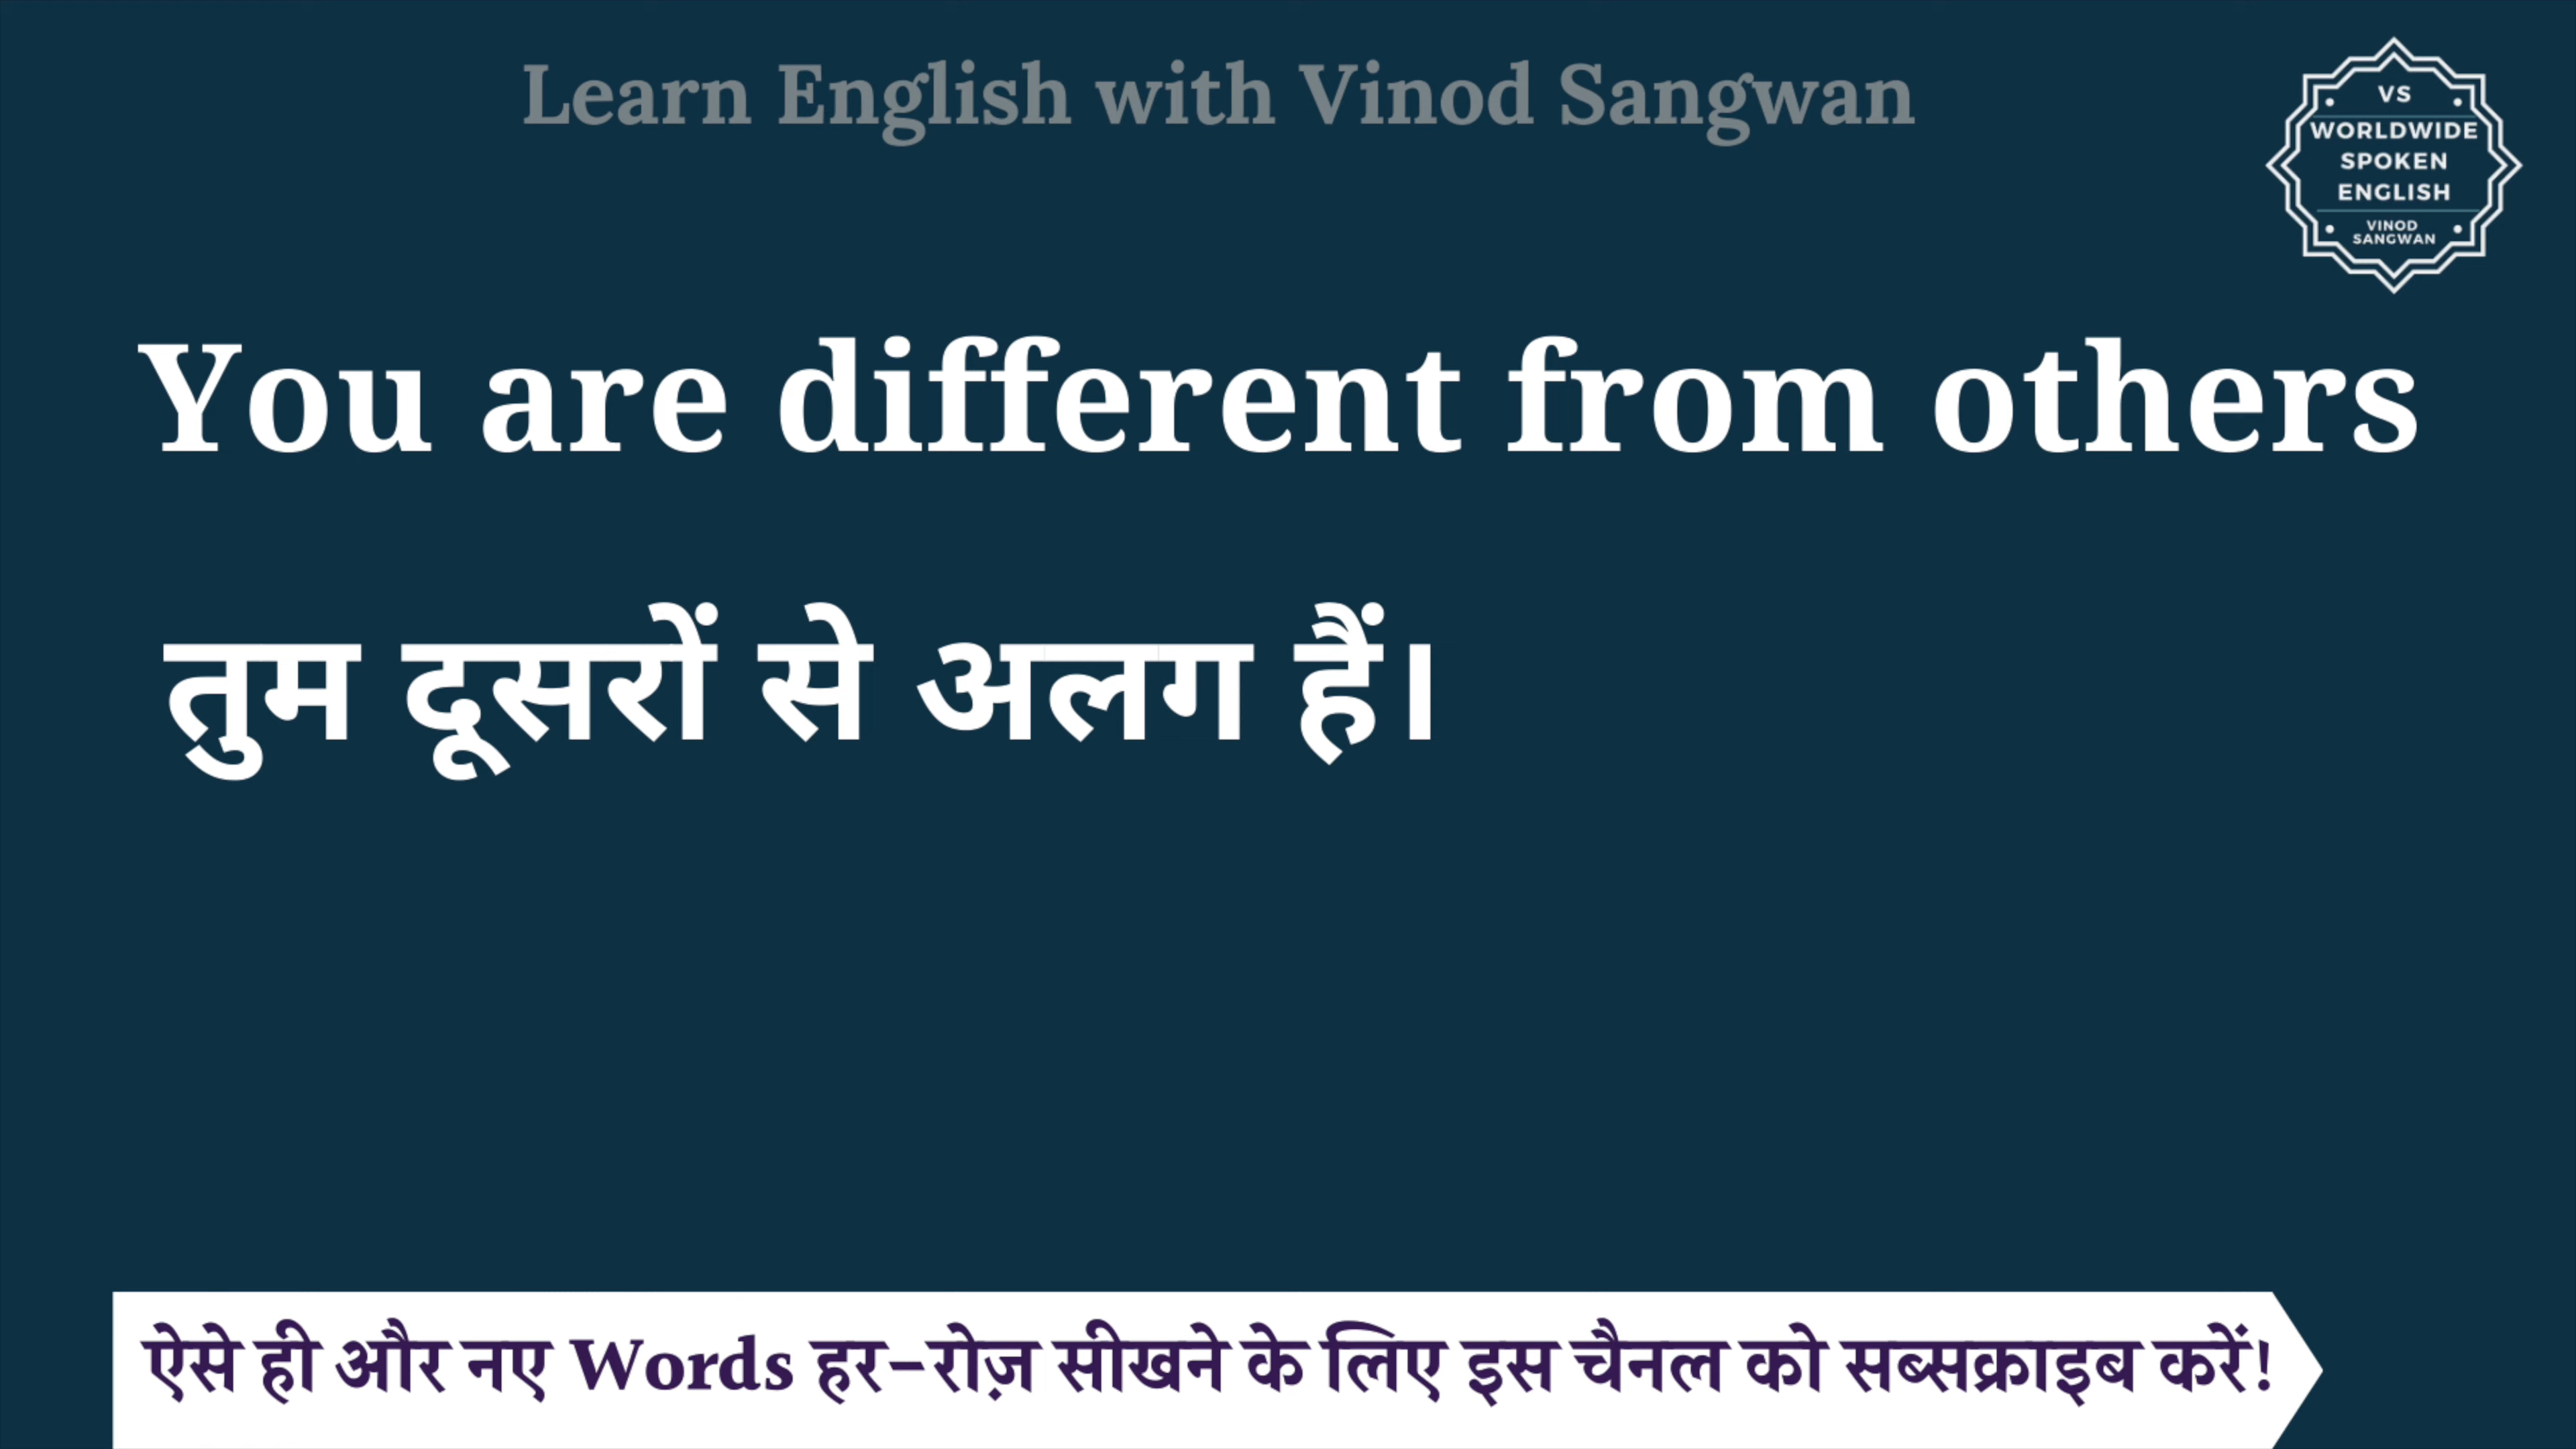 Learn English with Vinod Sangwan
VS
WORLDWIDE
SPOKEN
ENGLISH
VINOD
SANGWAN
You are different from others
तुम दूसरों से अलग हैं।
ऐसे ही और नए Words हर-रोज़ सीखने के लिए इस चैनल को सब्सक्राइब करें!